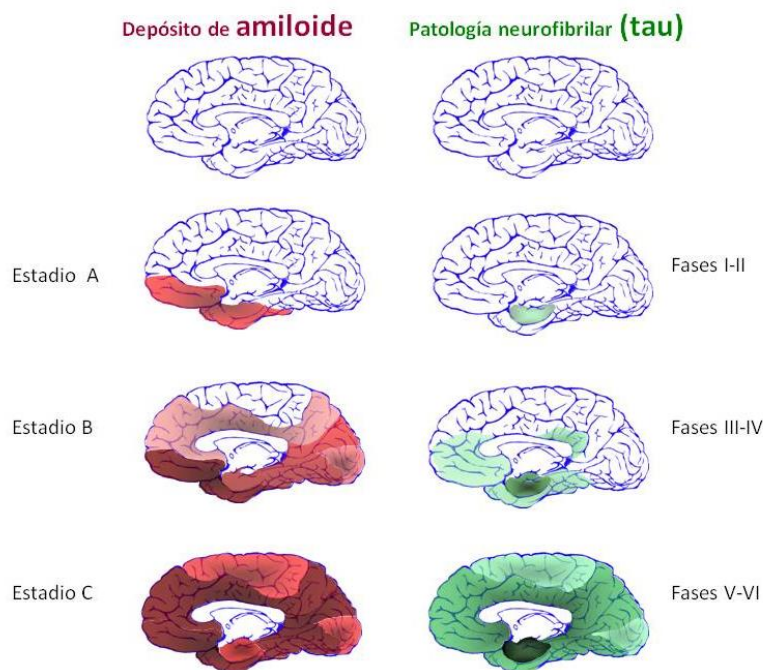 Depósito de amiloide
Patología neurofibrilar (tau)
Estadio A
Fases I-II
Estadio B
Fases III-IV
Estadio C
Fases V-VI